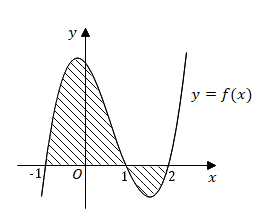 y
y = f(x)
-1 O 1 2 x